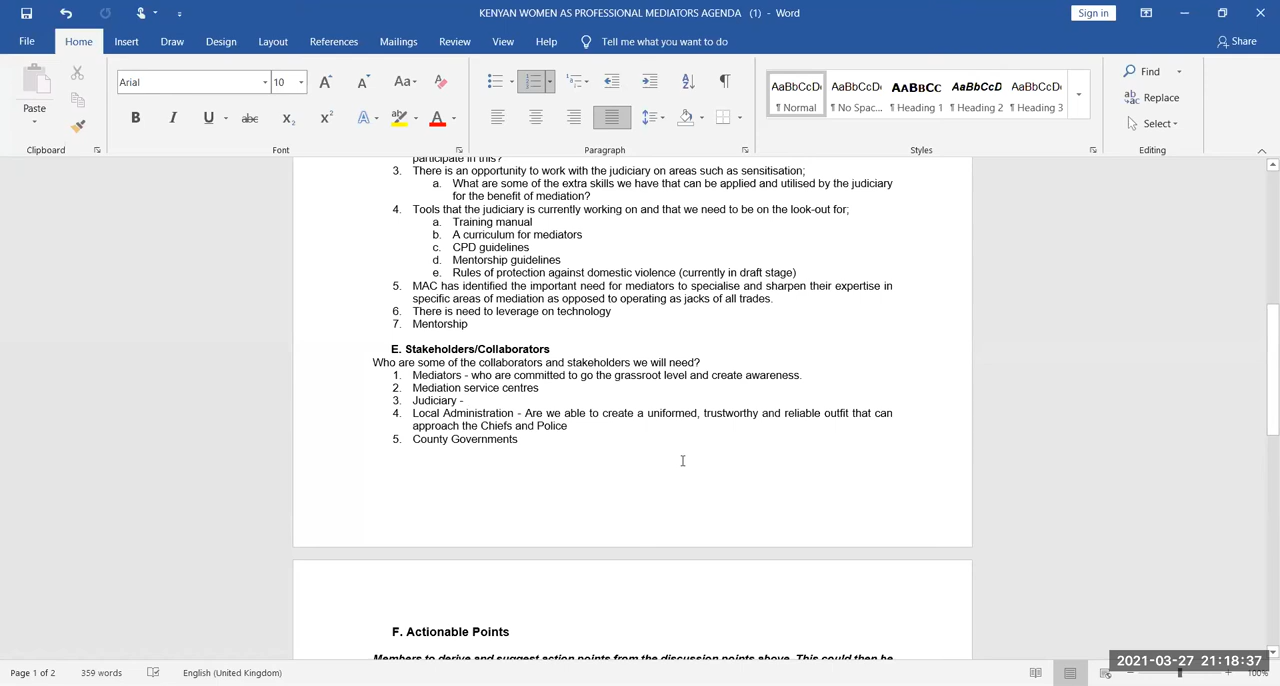 KENYAN WOMEN AS PROFESSIONAL MEDIATORS AGENDA (1) - Word
Sign in
File Home Insert Draw Design Layout References Mailings Review View Help Tell me what you want to do
Share
Paste
Clipboard
Arial 10
Font
Paragraph
AaBbCcDı AaBbCcDı AaBbCc AaBbCcD AaBbCcDı
¶ Normal ¶ No Spac... ¶ Heading 1 ¶ Heading 2 ¶ Heading 3
Styles
Find
Replace
Select
Editing
participate in this?
3. There is an opportunity to work with the judiciary on areas such as sensitisation;
a. What are some of the extra skills we have that can be applied and utilised by the judiciary
for the benefit of mediation?
4. Tools that the judiciary is currently working on and that we need to be on the look-out for;
a. Training manual
b. A curriculum for mediators
c. CPD guidelines
d. Mentorship guidelines
e. Rules of protection against domestic violence (currently in draft stage)
5. MAC has identified the important need for mediators to specialise and sharpen their expertise in
specific areas of mediation as opposed to operating as jacks of all trades.
6. There is need to leverage on technology
7. Mentorship
E. Stakeholders/Collaborators
Who are some of the collaborators and stakeholders we will need?
1. Mediators - who are committed to go the grassroot level and create awareness.
2. Mediation service centres
3. Judiciary -
4. Local Administration - Are we able to create a uniformed, trustworthy and reliable outfit that can
approach the Chiefs and Police
5. County Governments
F. Actionable Points
Members to derive and suggest action points from the discussion points above. This could then be
Page 1 of 2 359 words English (United Kingdom)
2021-03-27 21:18:37
100%